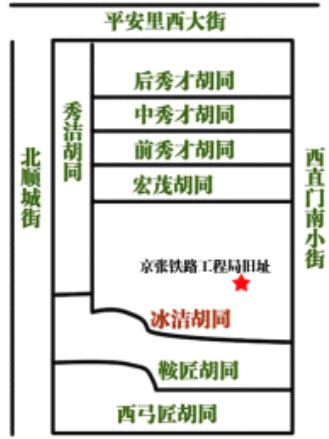 平安里西大街
后秀才胡同
中秀才胡同
前秀才胡同
宏茂胡同
秀洁胡同
北顺城街
西直门南小街
京张铁路工程局旧址
冰洁胡同
鞍匠胡同
西弓匠胡同